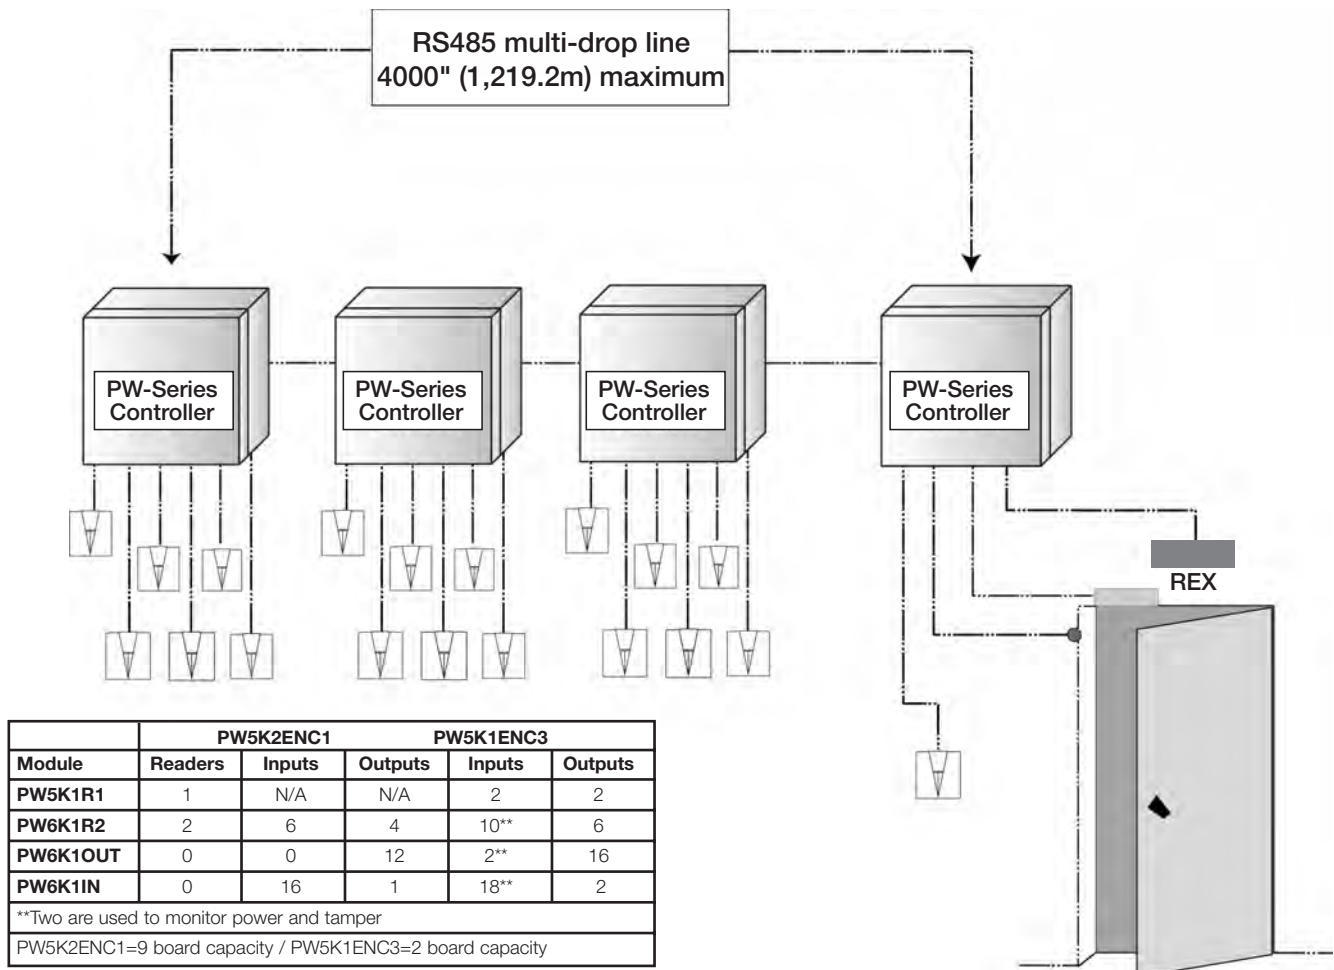 RS485 multi-drop line
4000" (1,219.2m) maximum
PW-Series
Controller
PW-Series
Controller
PW-Series
Controller
PW-Series
Controller
REX
PW5K2ENC1 PW5K1ENC3
Module Readers Inputs Outputs Inputs Outputs
PW5K1R1 1 N/A N/A 2 2
PW6K1R2 2 6 4 10** 6
PW6K1OUT 0 0 12 2** 16
PW6K1IN 0 16 1 18** 2
**Two are used to monitor power and tamper
PW5K2ENC1=9 board capacity / PW5K1ENC3=2 board capacity